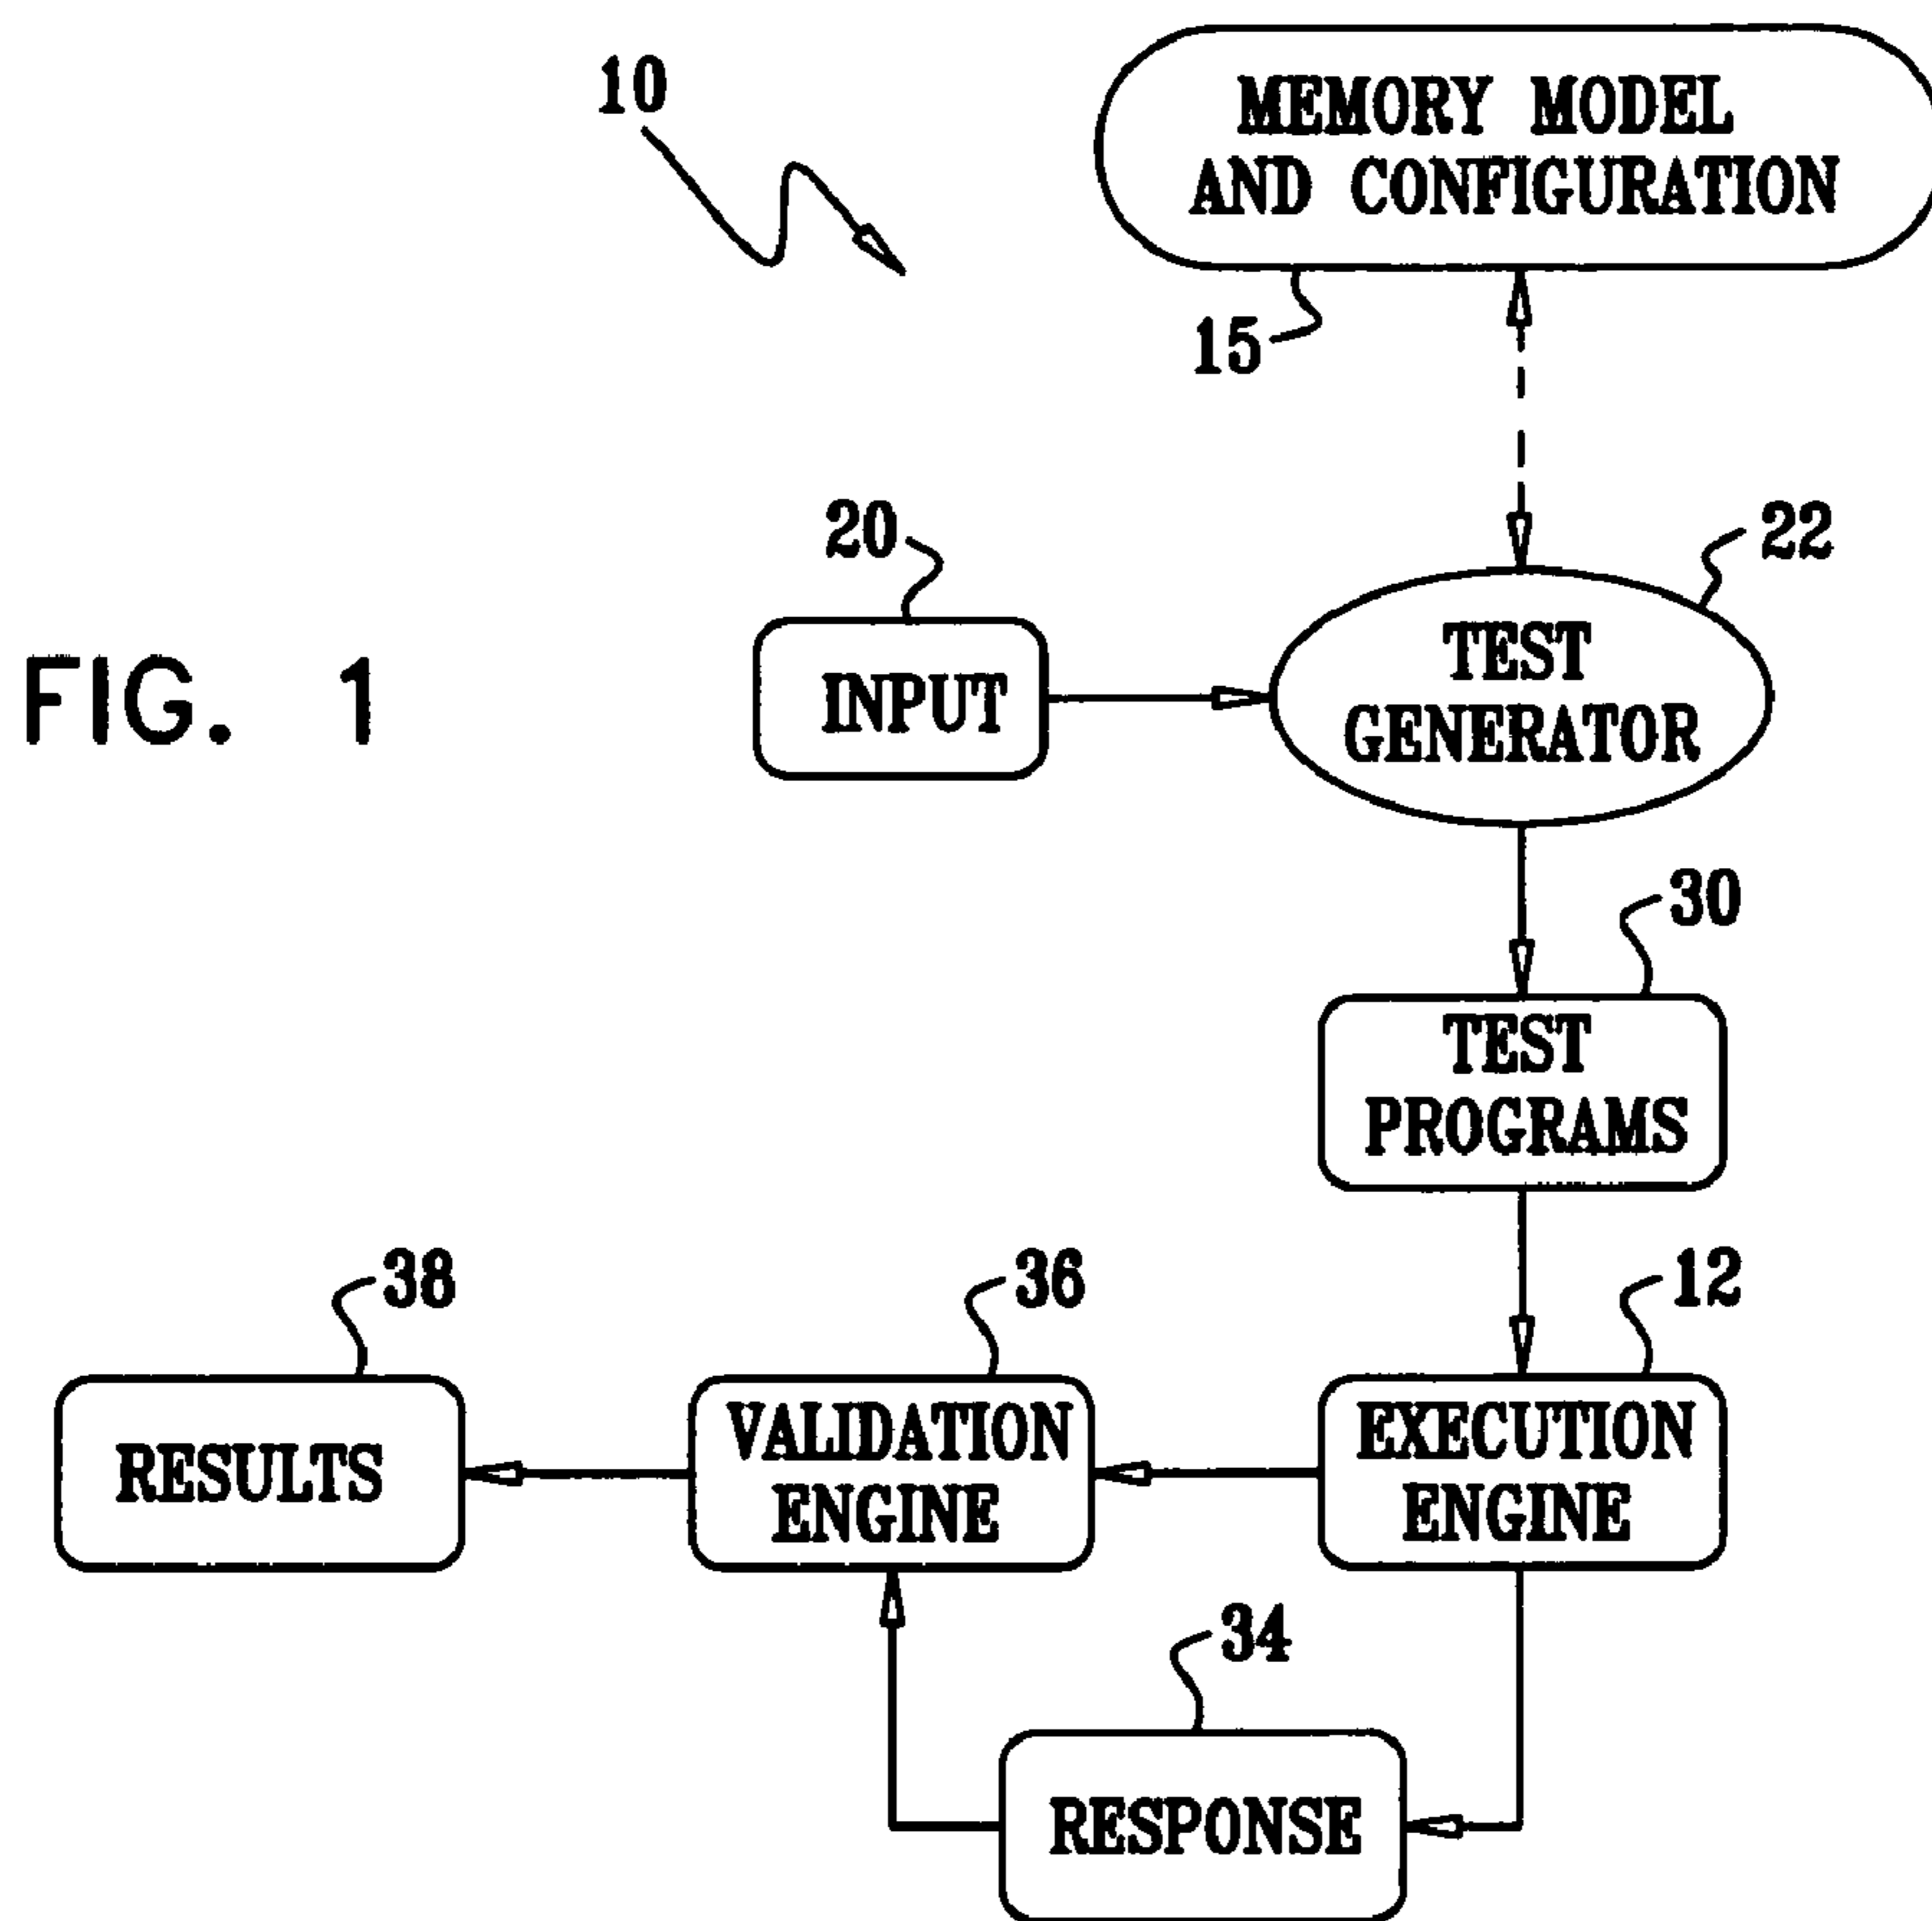 10
MEMORY MODEL
AND CONFIGURATION
15
20
22
FIG. 1
INPUT
TEST
GENERATOR
30
TEST
PROGRAMS
38
36
12
RESULTS
VALIDATION
ENGINE
EXECUTION
ENGINE
34
RESPONSE